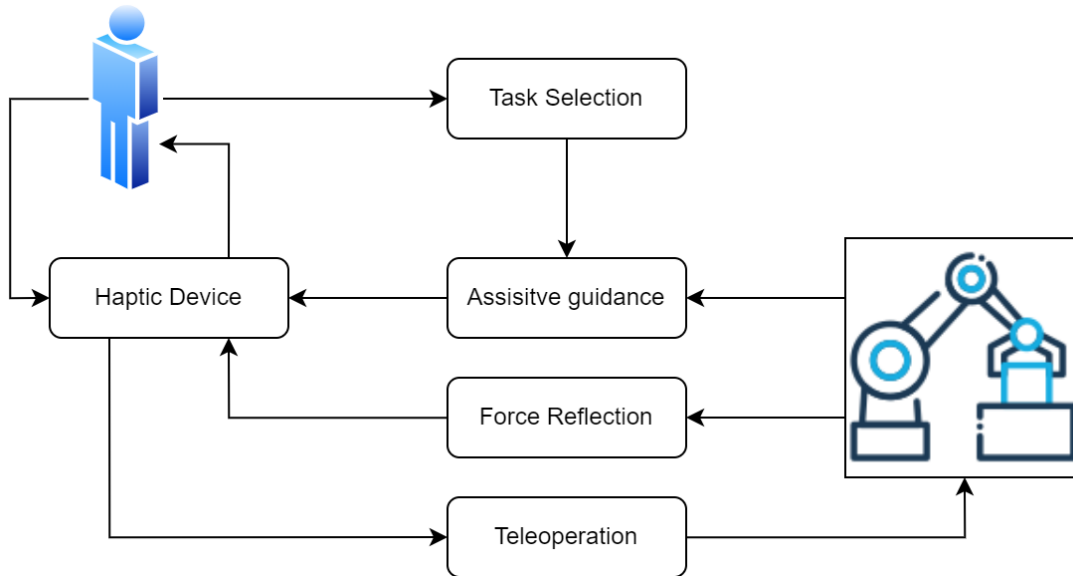 Task Selection
Haptic Device
Assisitve guidance
Force Reflection
Teleoperation